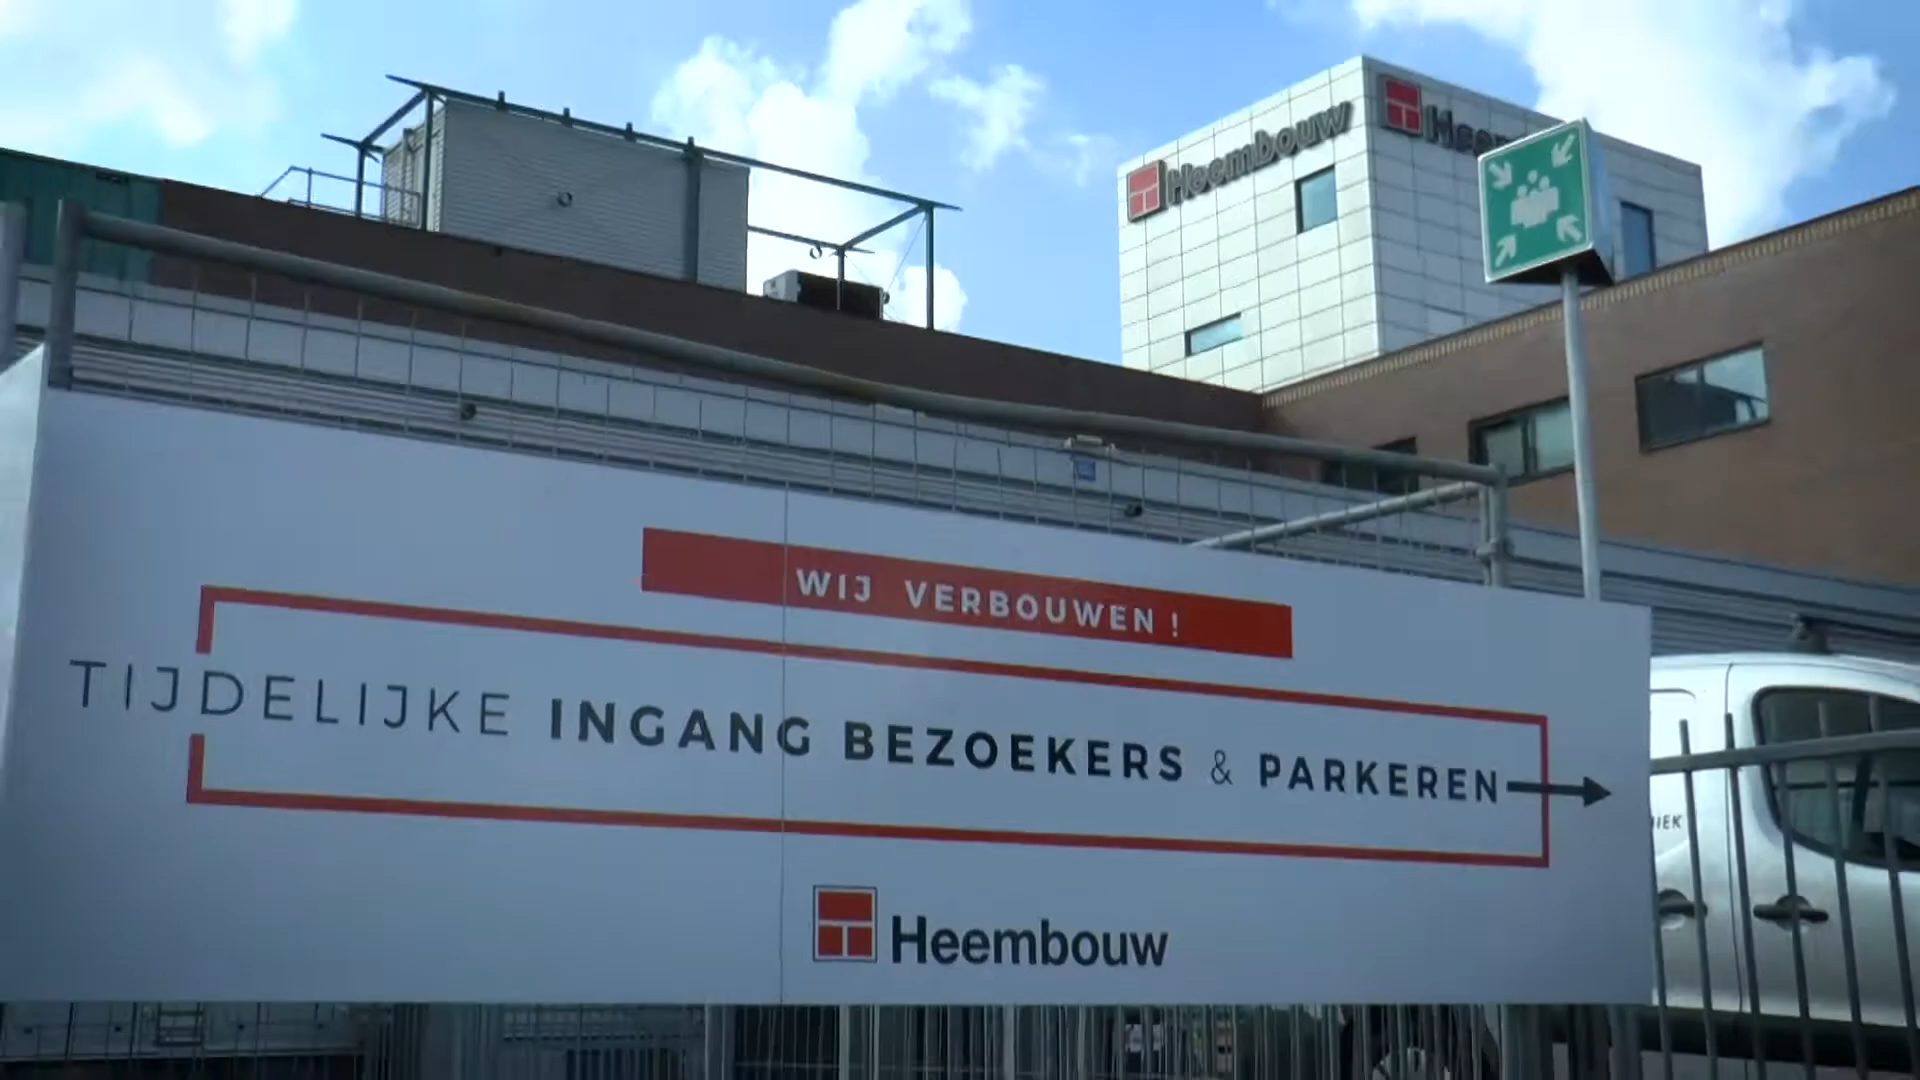 Heembouw
WIJ VERBOUWEN !
TIJDELIJKE INGANG BEZOEKERS & PARKEREN
Heembouw